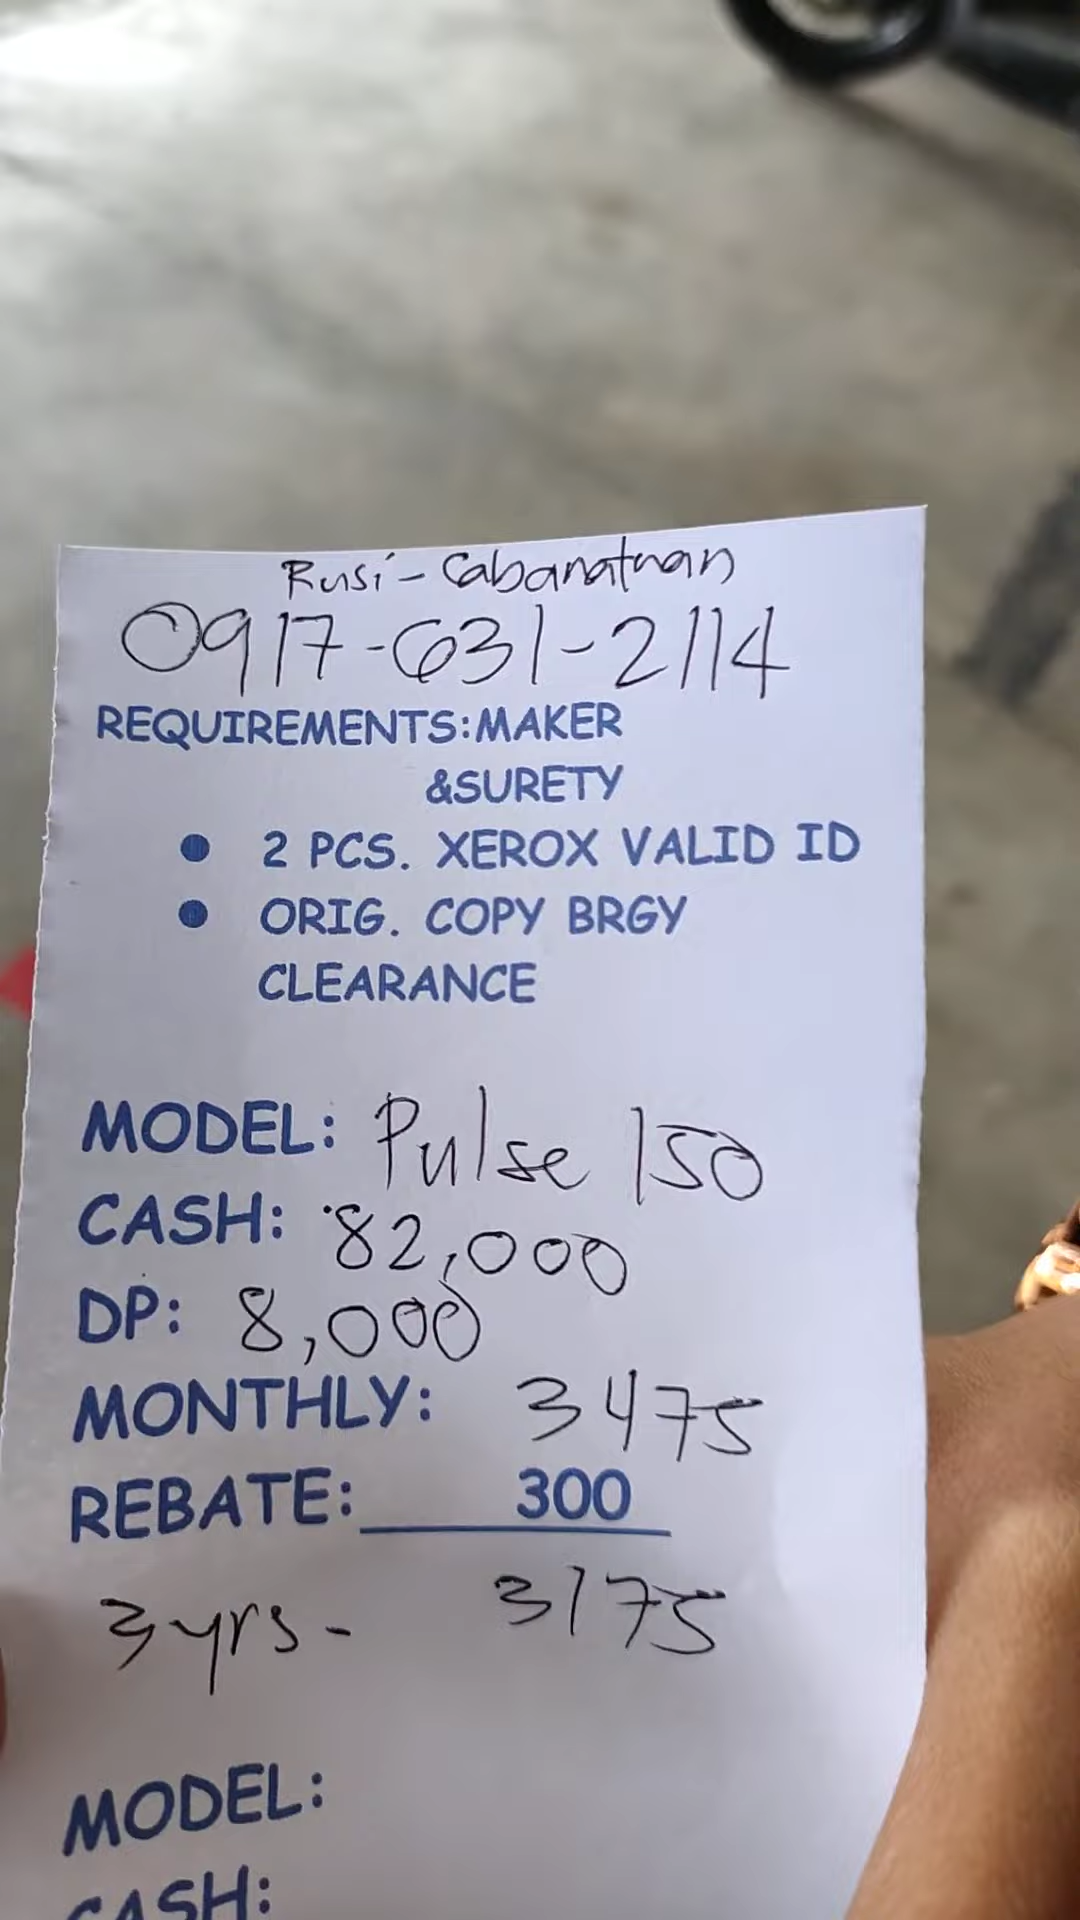 Rusi - Cabanatuan
0917-631-2114
REQUIREMENTS:MAKER
&SURETY
● 2 PCS. XEROX VALID ID
● ORIG. COPY BRGY
CLEARANCE
MODEL: Pulse 150
CASH: 82,000
DP: 8,000
MONTHLY: 3475
REBATE: 300
3yrs - 3175
MODEL:
CASH: